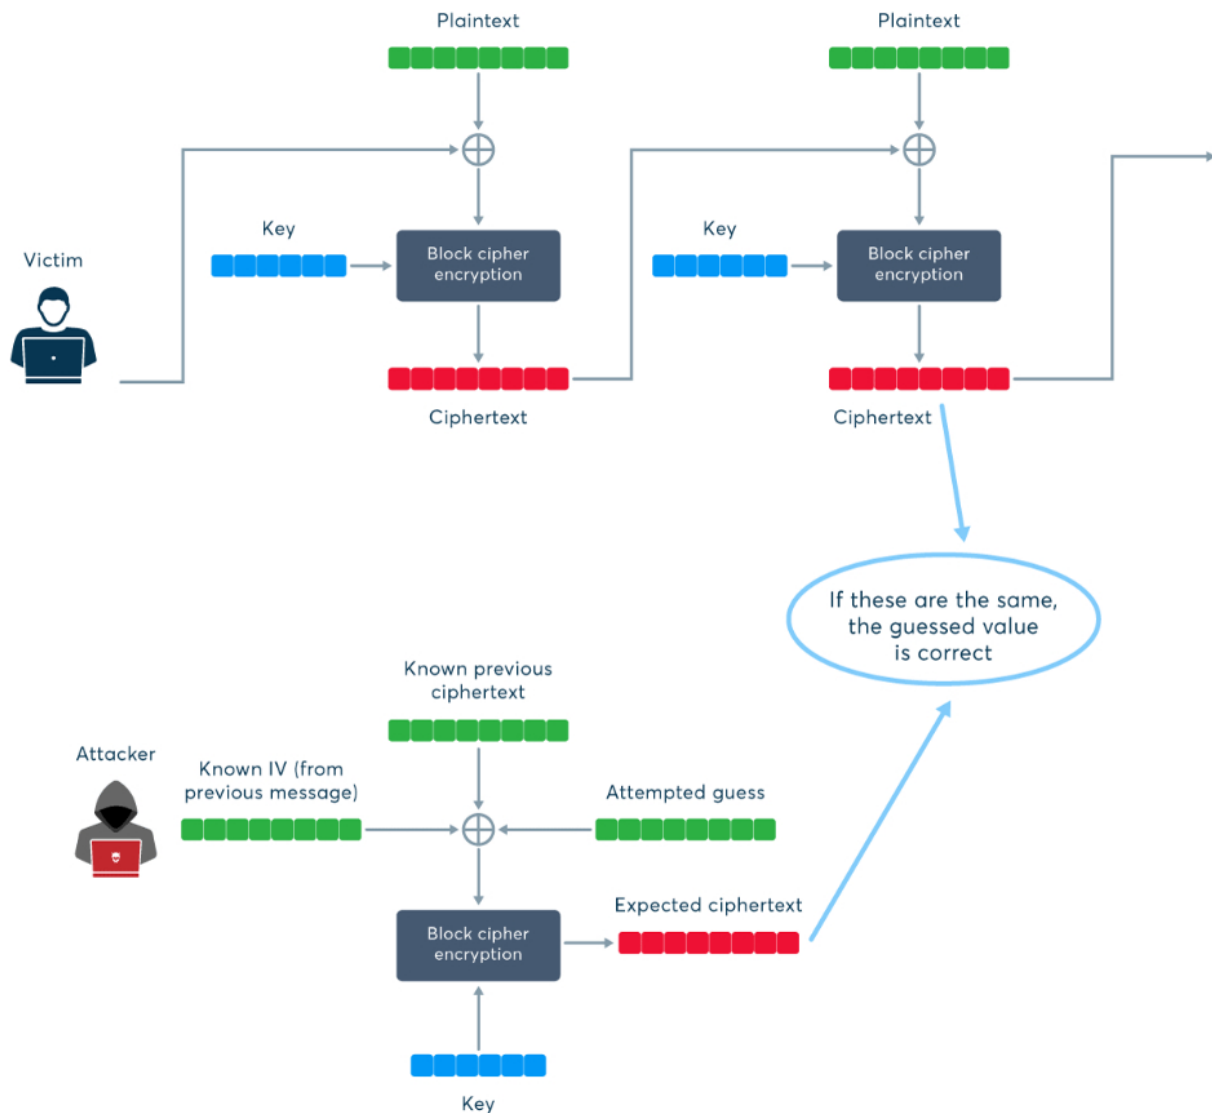 Plaintext
Plaintext
Key
Block cipher
encryption
Key
Block cipher
encryption
Victim
Ciphertext
Ciphertext
If these are the same,
the guessed value
is correct
Known previous
ciphertext
Attacker
Known IV (from
previous message)
Attempted guess
Expected ciphertext
Block cipher
encryption
Key